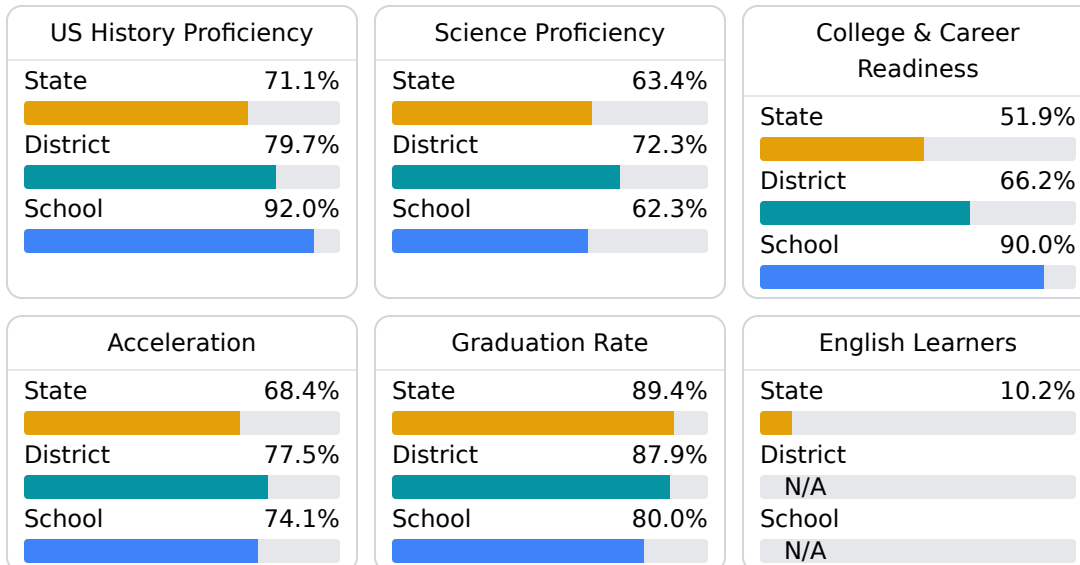 US History Proficiency
State 71.1%
District 79.7%
School 92.0%
Science Proficiency
State 63.4%
District 72.3%
School 62.3%
College & Career
Readiness
State 51.9%
District 66.2%
School 90.0%
Acceleration
State 68.4%
District 77.5%
School 74.1%
Graduation Rate
State 89.4%
District 87.9%
School 80.0%
English Learners
State 10.2%
District
N/A
School
N/A